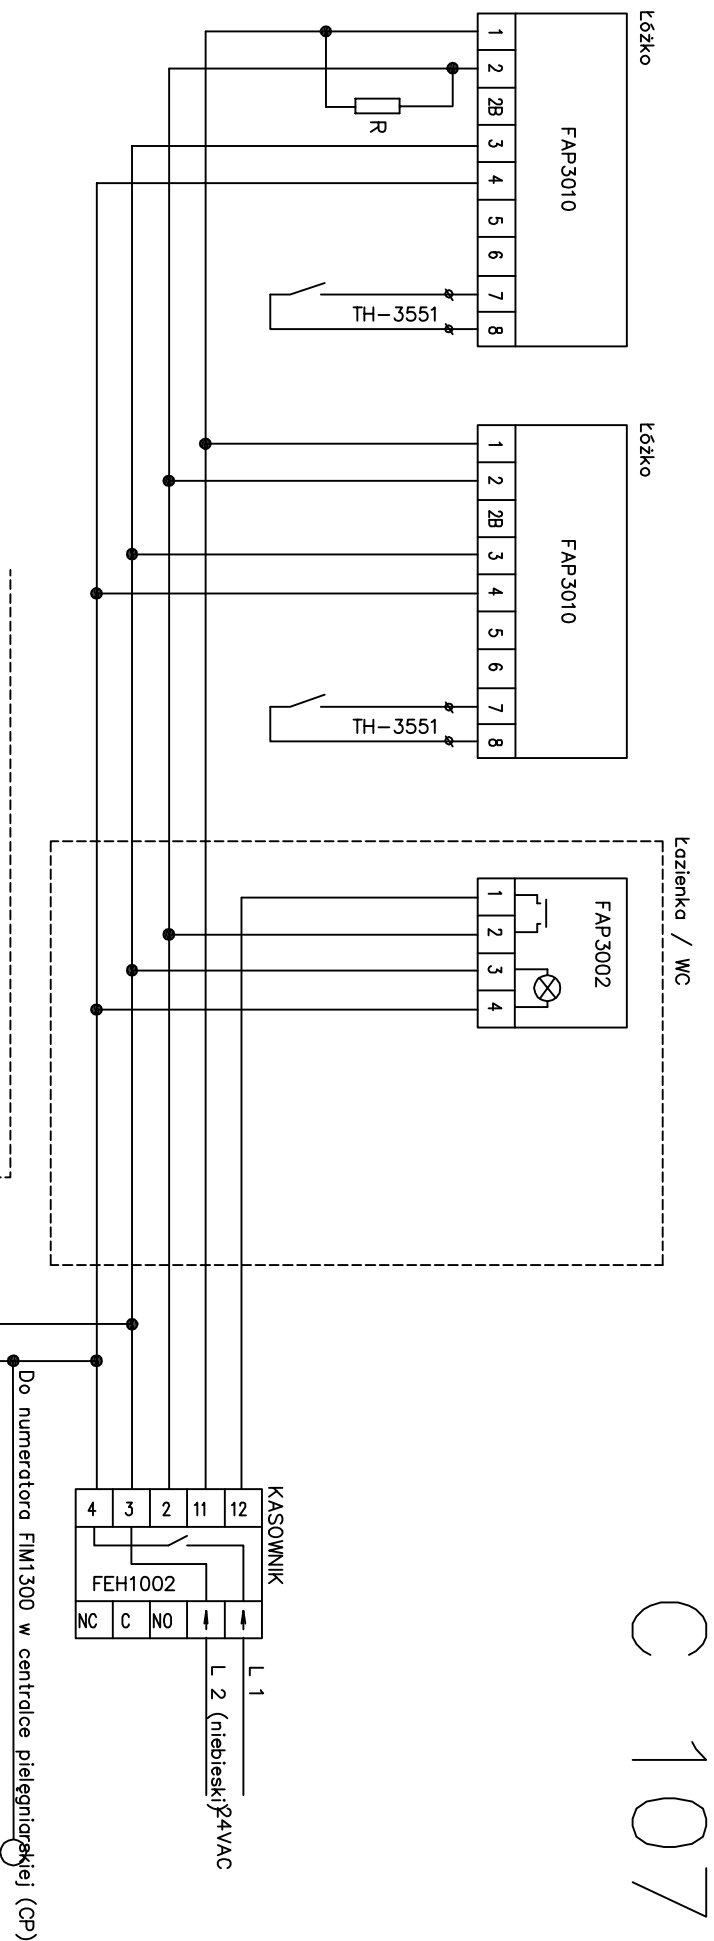 C 107
Łóżko
FAP3010
1 2 2B 3 4 5 6 7 8
R
TH-3551
Łóżko
FAP3010
1 2 2B 3 4 5 6 7 8
TH-3551
Łazienka / WC
FAP3002
1 2 3 4
KASOWNIK
4 3 2 11 12
FEH1002
NC C NO
L 1
L 2 (niebieski)
24VAC
Do numeratora FIM1300 w centralce pielęgniarskiej (CP)